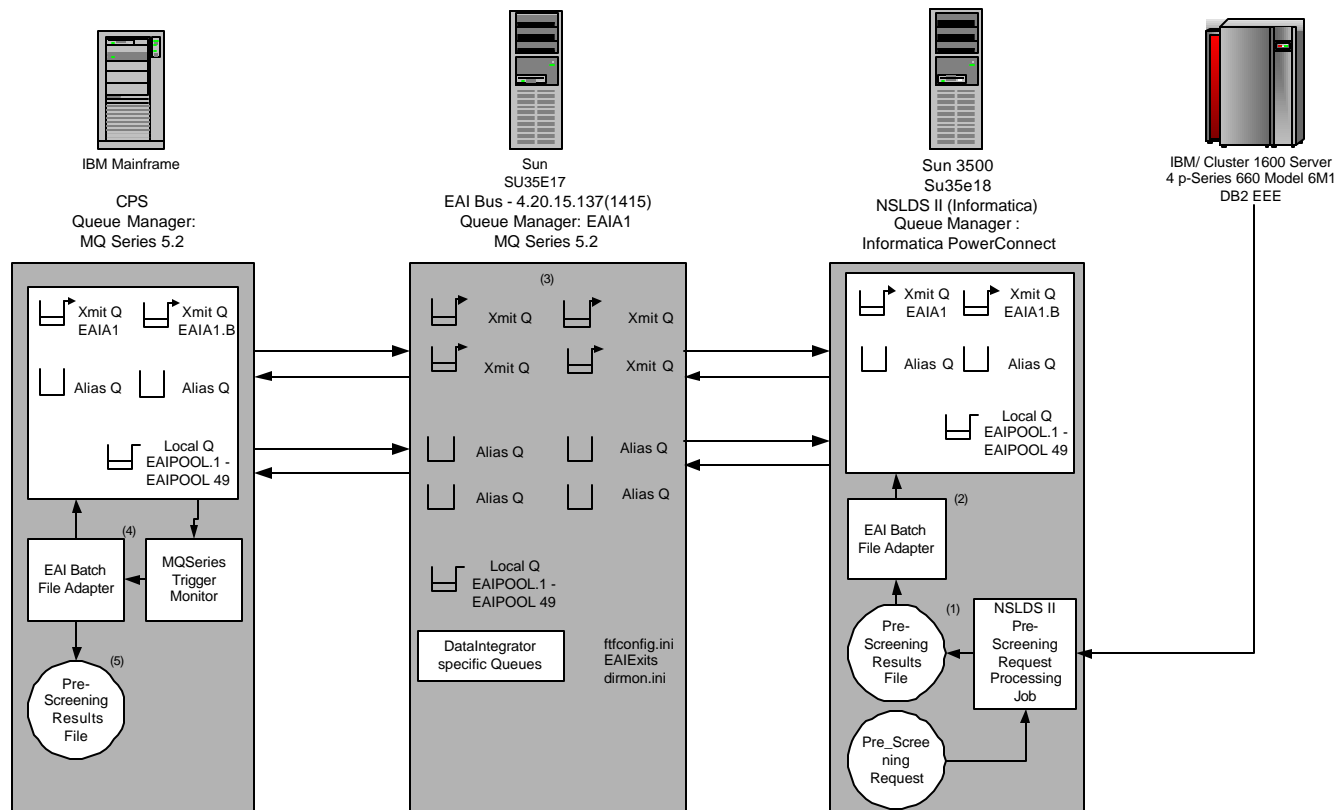 IBM Mainframe
CPS
Queue Manager:
MQ Series 5.2
Sun
SU35E17
EAI Bus - 4.20.15.137(1415)
Queue Manager: EAIA1
MQ Series 5.2
Sun 3500
Su35e18
NSLDS II (Informatica)
Queue Manager :
Informatica PowerConnect
IBM/ Cluster 1600 Server
4 p-Series 660 Model 6M1
DB2 EEE
Xmit Q
EAIA1
Xmit Q
EAIA1.B
Alias Q
Alias Q
Local Q
EAIPOOL.1 -
EAIPOOL 49
(4)
EAI Batch
File Adapter
MQSeries
Trigger
Monitor
(5)
Pre-
Screening
Results
File
(3)
Xmit Q
Xmit Q
Xmit Q
Xmit Q
Alias Q
Alias Q
Alias Q
Alias Q
Local Q
EAIPOOL.1 -
EAIPOOL 49
DataIntegrator
specific Queues
ftfconfig.ini
EAIExits
dirmon.ini
Xmit Q
EAIA1
Xmit Q
EAIA1.B
Alias Q
Alias Q
Local Q
EAIPOOL.1 -
EAIPOOL 49
(2)
EAI Batch
File Adapter
(1)
Pre-
Screening
Results
File
NSLDS II
Pre-
Screening
Request
Processing
Job
Pre_Scree
ning
Request